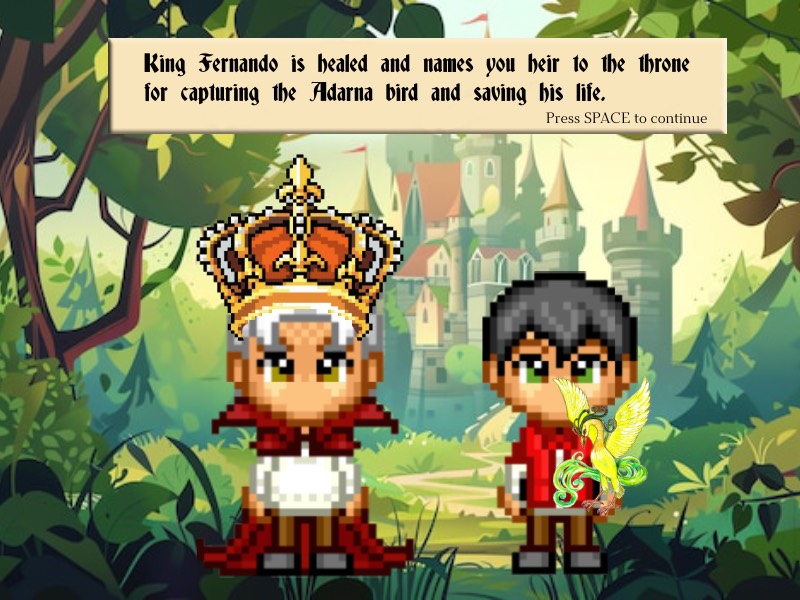 King Fernando is healed and names you heir to the throne
for capturing the Adarna bird and saving his life.
Press SPACE to continue